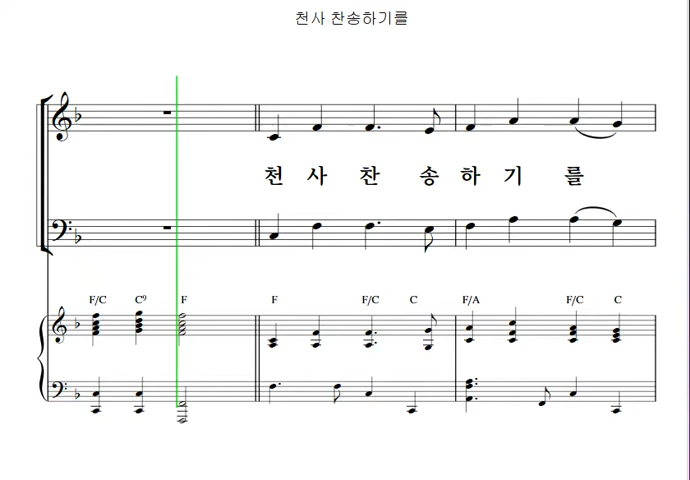 천사 찬송하기를
천 사 찬 송 하 기 를
F/C C9 F F F/C C F/A F/C C